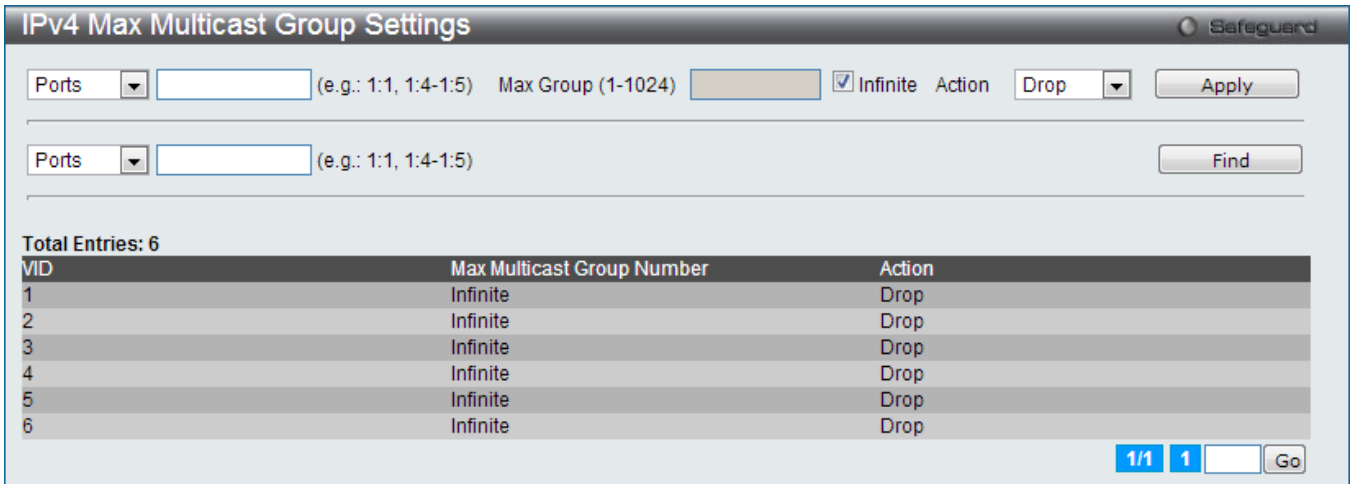 IPv4 Max Multicast Group Settings Safeguard
Ports (e.g.: 1:1, 1:4-1:5) Max Group (1-1024) Infinite Action Drop Apply
Ports (e.g.: 1:1, 1:4-1:5) Find
Total Entries: 6
VID Max Multicast Group Number Action
1 Infinite Drop
2 Infinite Drop
3 Infinite Drop
4 Infinite Drop
5 Infinite Drop
6 Infinite Drop
1/1 1 Go